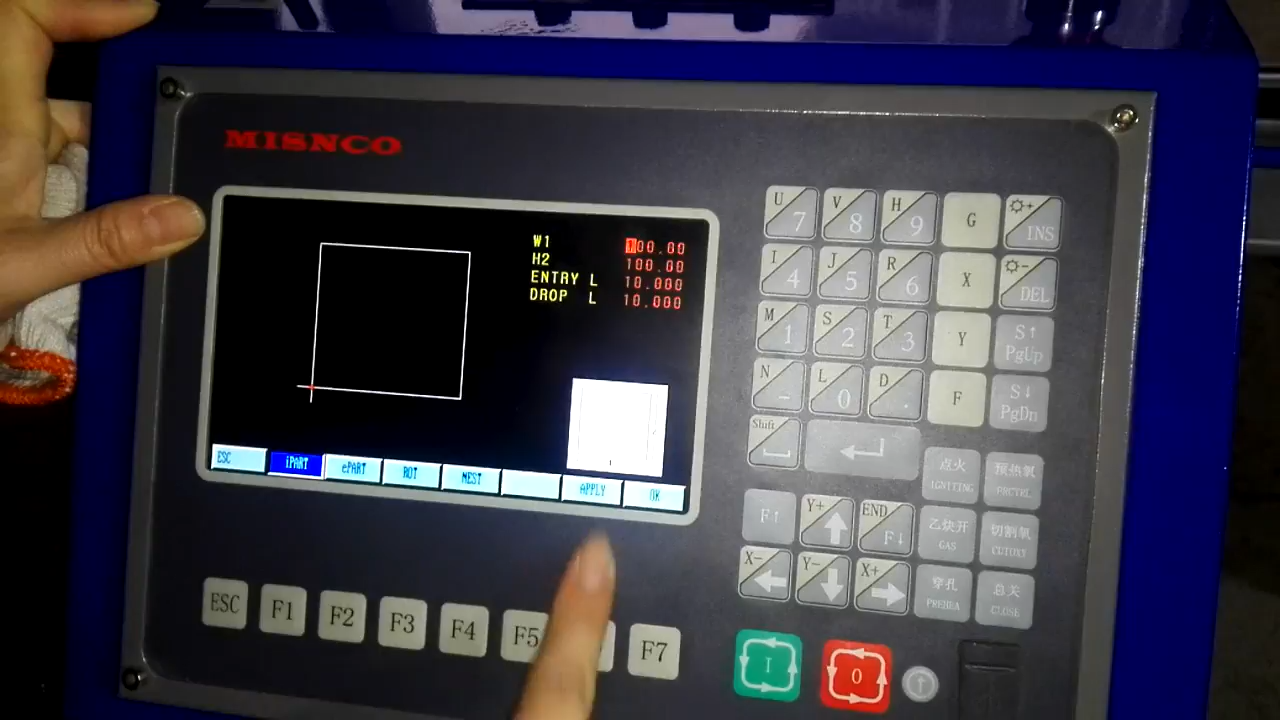 MISNCO
W1 100.00
H2 100.00
ENTRY L 10.000
DROP L 10.000
ESC iPART ePART ROT NEST APPLY OK
ESC F1 F2 F3 F4 F5 F7
U 7 V 8 H 9 G INS
I 4 J 5 R 6 X DEL
M 1 S 2 T 3 Y S↑ PgUp
N - L 0 D . F S↓ PgDn
Shift
点火 IGNITING 预热氧
F↑ Y+ END F↓ 乙炔开 GAS 切割氧 CUTOXY
X- Y- X+ 穿孔 PREHEA 总关 CLOSE
I 0